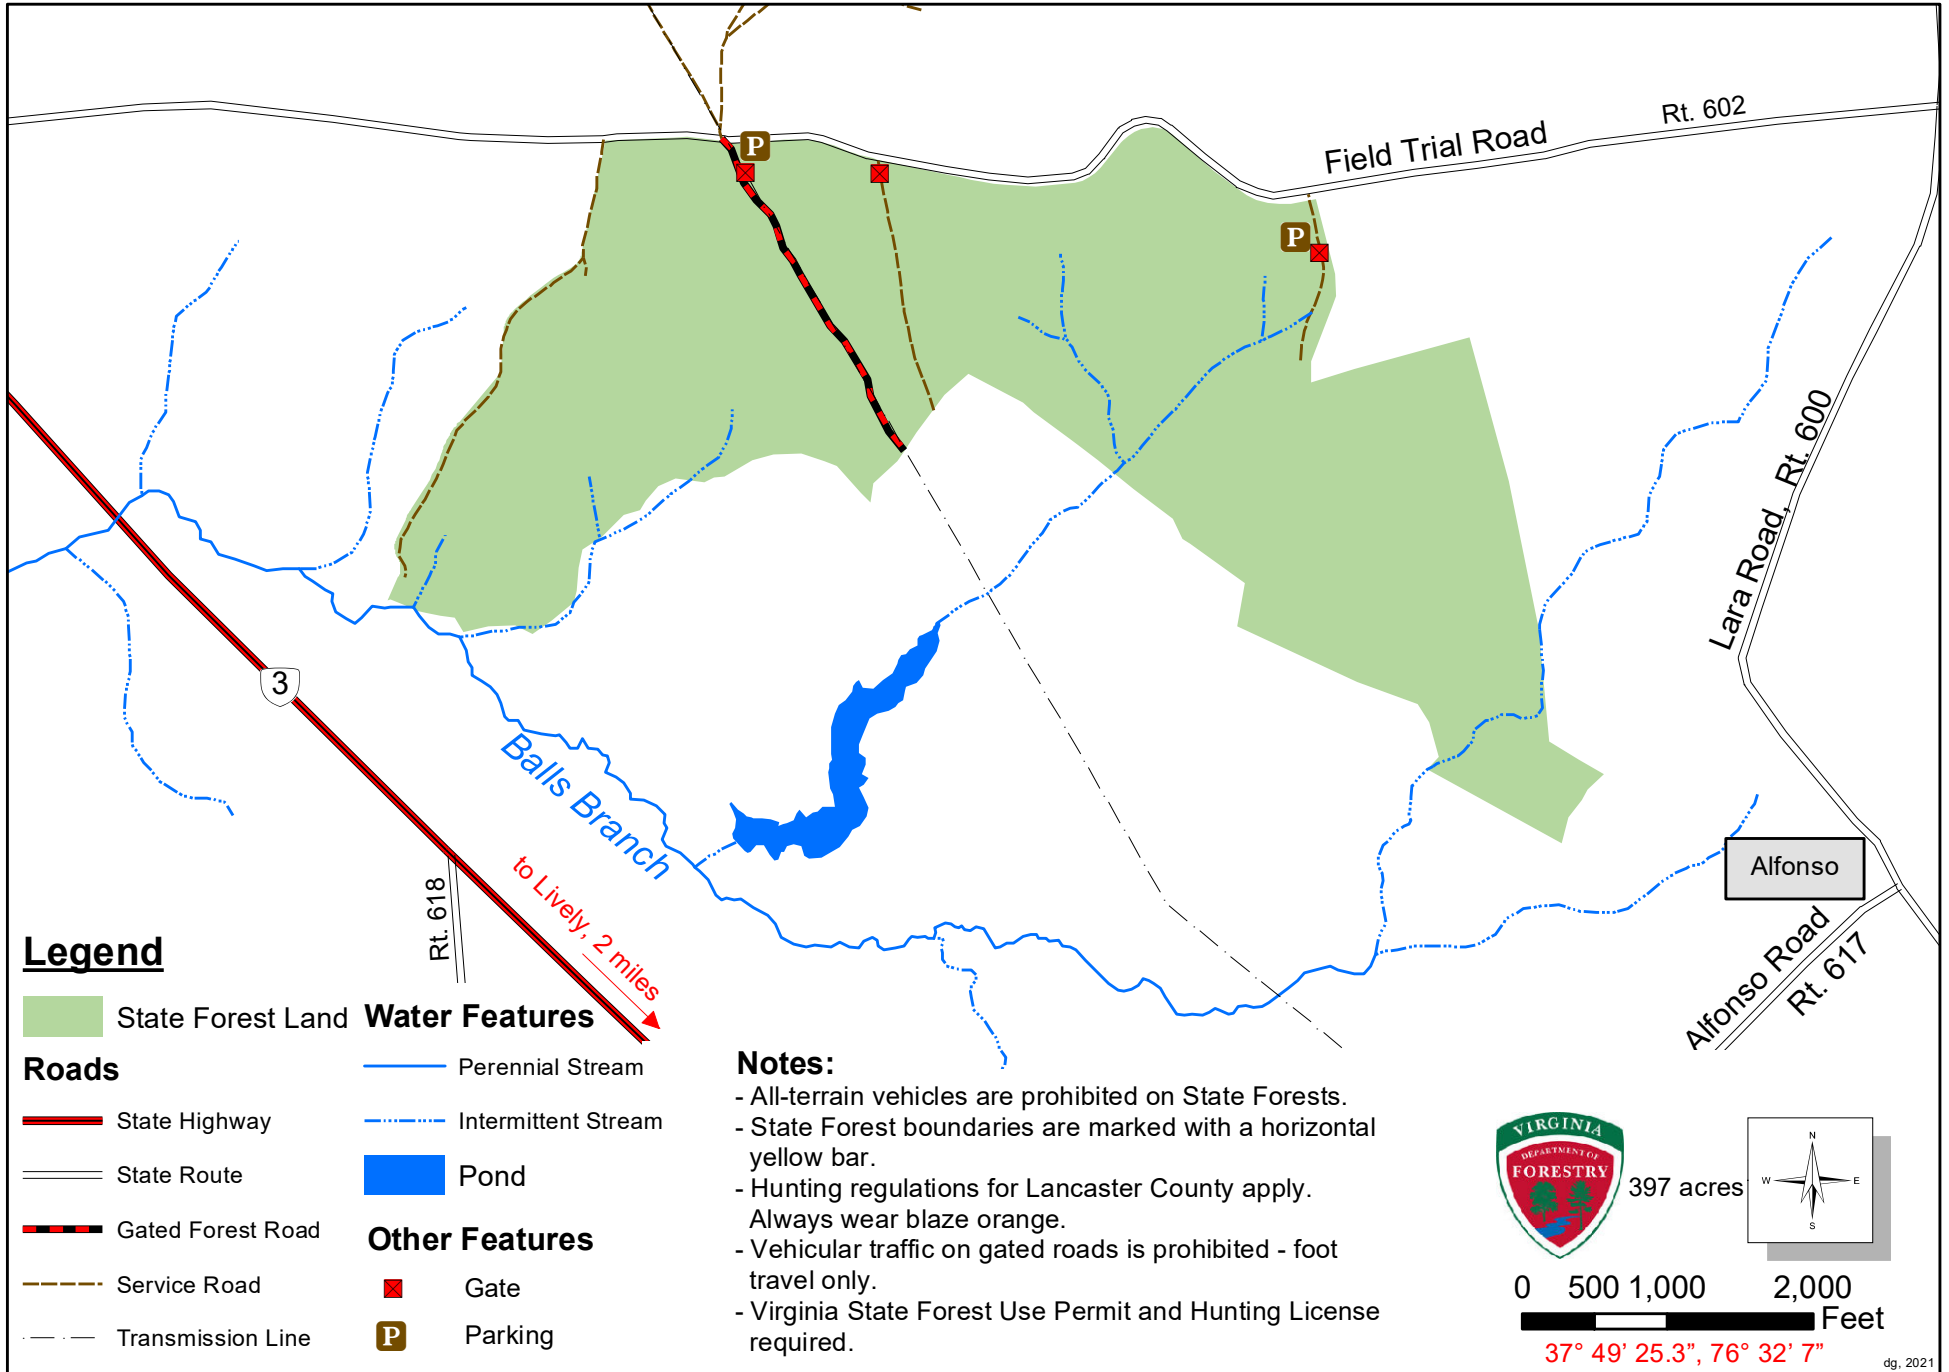 Rt. 602
Field Trial Road
P
P
Lara Road, Rt. 600
3
Balls Branch
to Lively, 2 miles
Rt. 618
Alfonso
Alfonso Road
Rt. 617
Legend
State Forest Land
Roads
State Highway
State Route
Gated Forest Road
Service Road
Transmission Line
Water Features
Perennial Stream
Intermittent Stream
Pond
Other Features
Gate
P Parking
Notes:
- All-terrain vehicles are prohibited on State Forests.
- State Forest boundaries are marked with a horizontal
yellow bar.
- Hunting regulations for Lancaster County apply.
Always wear blaze orange.
- Vehicular traffic on gated roads is prohibited - foot
travel only.
- Virginia State Forest Use Permit and Hunting License
required.
VIRGINIA
DEPARTMENT OF
FORESTRY
397 acres
N
W E
S
0 500 1,000 2,000
Feet
37° 49' 25.3”, 76° 32' 7”
dg, 2021